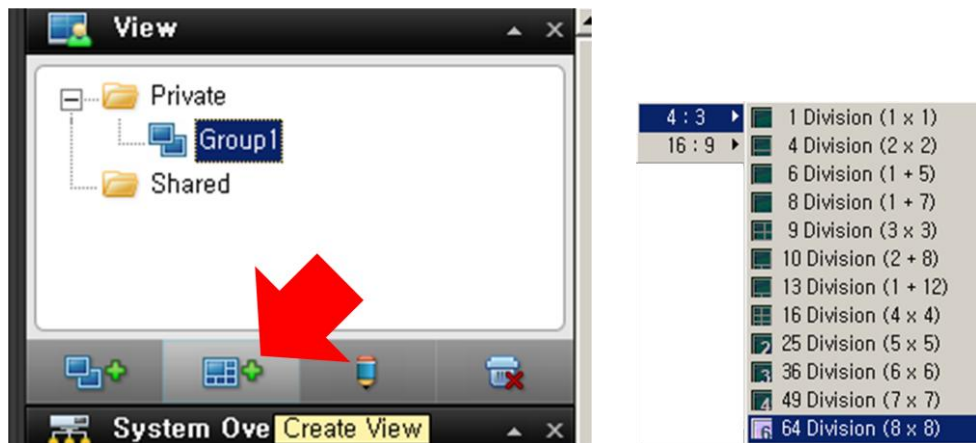 View
Private
Group1
Shared
System Ove
Create View
4 : 3
16 : 9
1 Division (1 x 1)
4 Division (2 x 2)
6 Division (1 + 5)
8 Division (1 + 7)
9 Division (3 x 3)
10 Division (2 + 8)
13 Division (1 + 12)
16 Division (4 x 4)
25 Division (5 x 5)
36 Division (6 x 6)
49 Division (7 x 7)
64 Division (8 x 8)